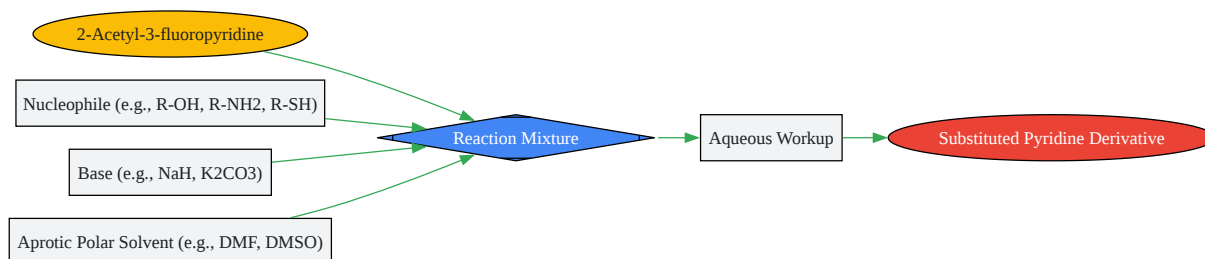 2-Acetyl-3-fluoropyridine
Nucleophile (e.g., R-OH, R-NH2, R-SH)
Base (e.g., NaH, K2CO3)
Aprotic Polar Solvent (e.g., DMF, DMSO)
Reaction Mixture
Aqueous Workup
Substituted Pyridine Derivative